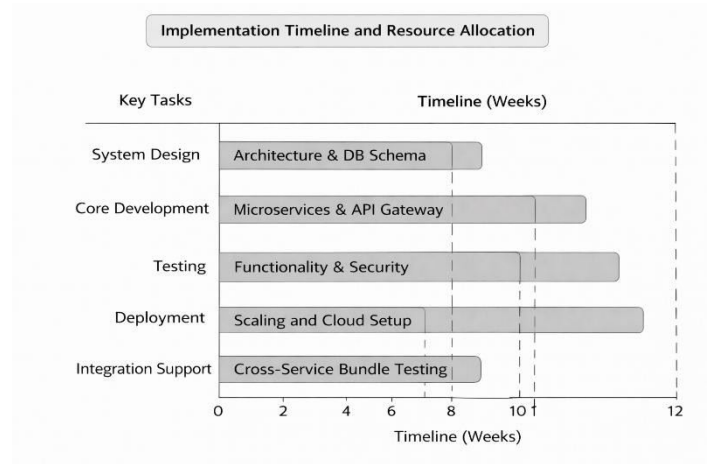 Implementation Timeline and Resource Allocation
Key Tasks Timeline (Weeks)
System Design Architecture & DB Schema
Core Development Microservices & API Gateway
Testing Functionality & Security
Deployment Scaling and Cloud Setup
Integration Support Cross-Service Bundle Testing
0 2 4 6 8 10 1 12
Timeline (Weeks)